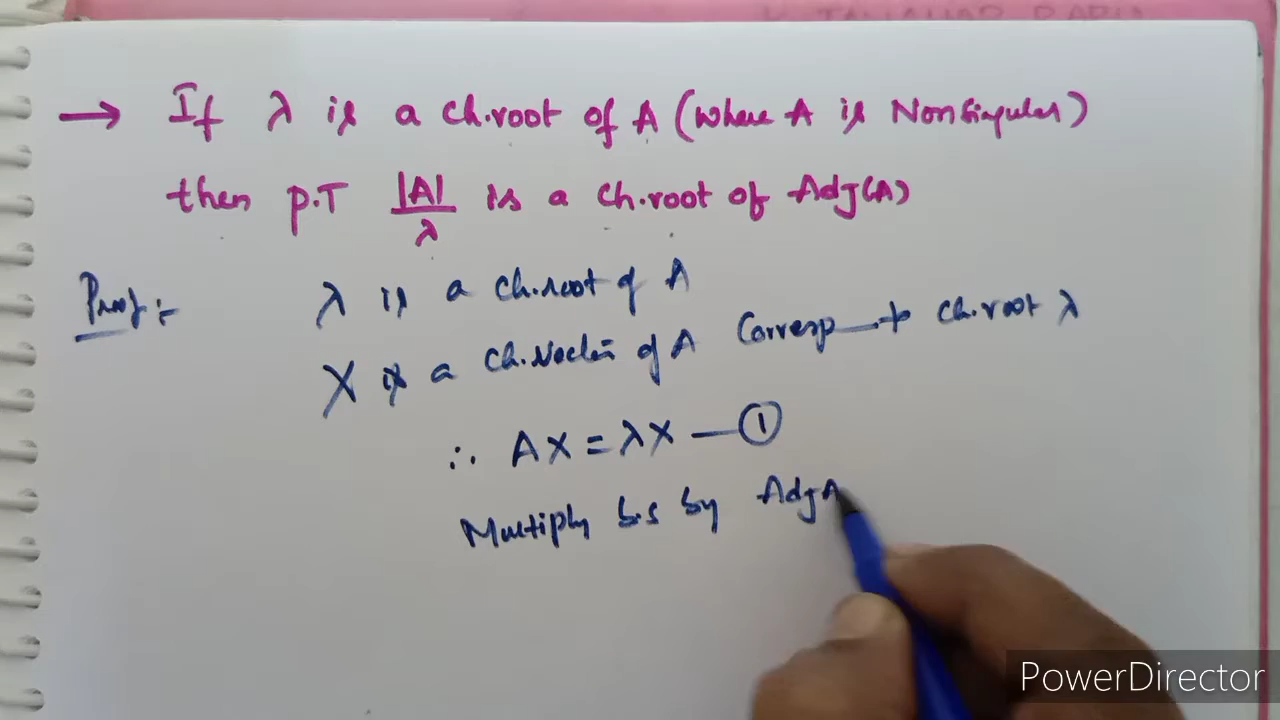 → If λ is a ch.root of A (where A is Nonsingular)
then P.T |A|/λ is a ch.root of Adj(A)
Proof :- λ is a ch.root of A
X is a ch.vector of A corresp to ch.root λ
∴ AX = λX — ①
Multiply b.s by AdjA
PowerDirector